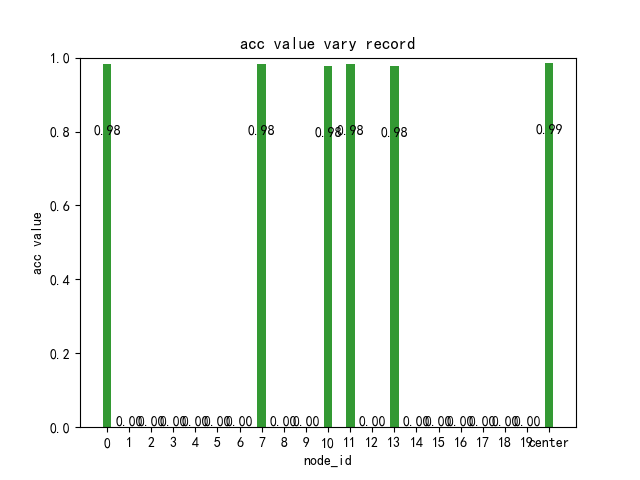 acc value vary record
1.0
0.8
0.6
0.4
0.2
0.0
acc value
0.98 0.98 0.98 0.98 0.98 0.99
0.00 0.00 0.00 0.00 0.00 0.00 0.00 0.00 0.00 0.00 0.00 0.00 0.00 0.00 0.00
0 1 2 3 4 5 6 7 8 9 10 11 12 13 14 15 16 17 18 19 center
node_id